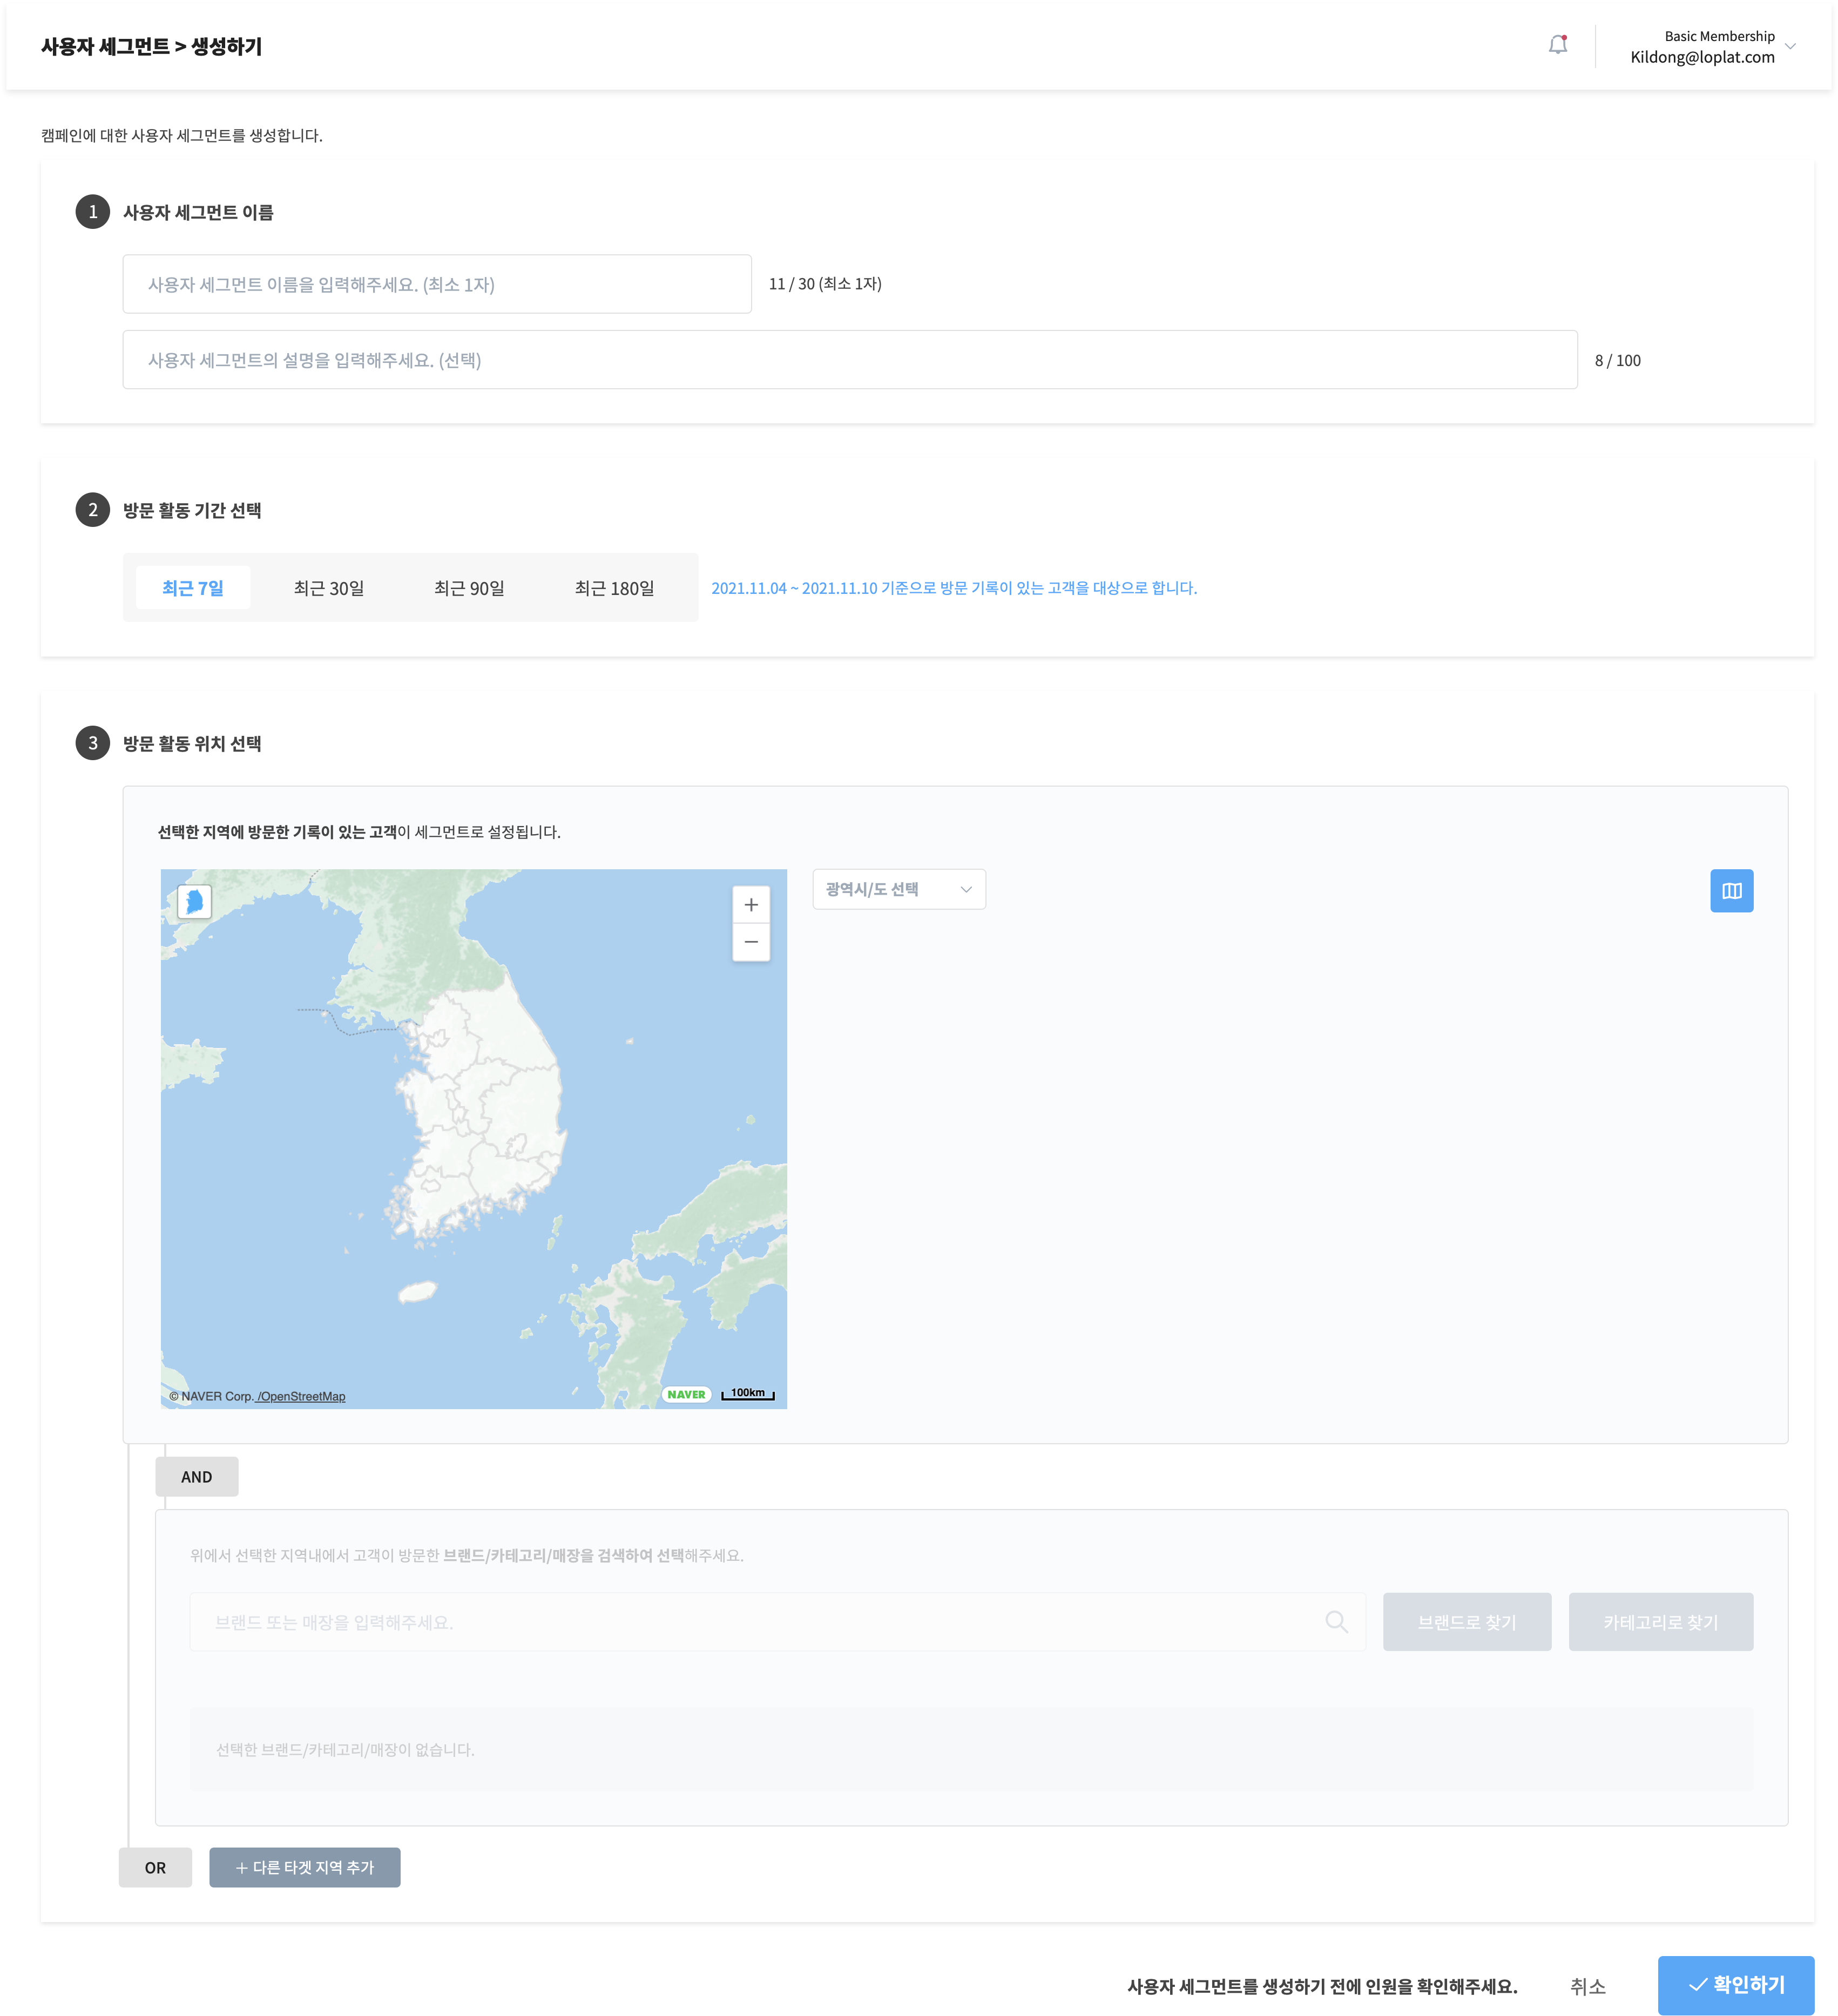 사용자 세그먼트 > 생성하기
Basic Membership
Kildong@loplat.com
캠페인에 대한 사용자 세그먼트를 생성합니다.
1 사용자 세그먼트 이름
사용자 세그먼트 이름을 입력해주세요. (최소 1자)
11 / 30 (최소 1자)
사용자 세그먼트의 설명을 입력해주세요. (선택)
8 / 100
2 방문 활동 기간 선택
최근 7일 최근 30일 최근 90일 최근 180일 2021.11.04 ~ 2021.11.10 기준으로 방문 기록이 있는 고객을 대상으로 합니다.
3 방문 활동 위치 선택
선택한 지역에 방문한 기록이 있는 고객이 세그먼트로 설정됩니다.
광역시/도 선택
+
−
© NAVER Corp. /OpenStreetMap
NAVER
100km
AND
위에서 선택한 지역내에서 고객이 방문한 브랜드/카테고리/매장을 검색하여 선택해주세요.
브랜드 또는 매장을 입력해주세요.
브랜드로 찾기
카테고리로 찾기
선택한 브랜드/카테고리/매장이 없습니다.
OR
+ 다른 타겟 지역 추가
사용자 세그먼트를 생성하기 전에 인원을 확인해주세요.
취소
확인하기